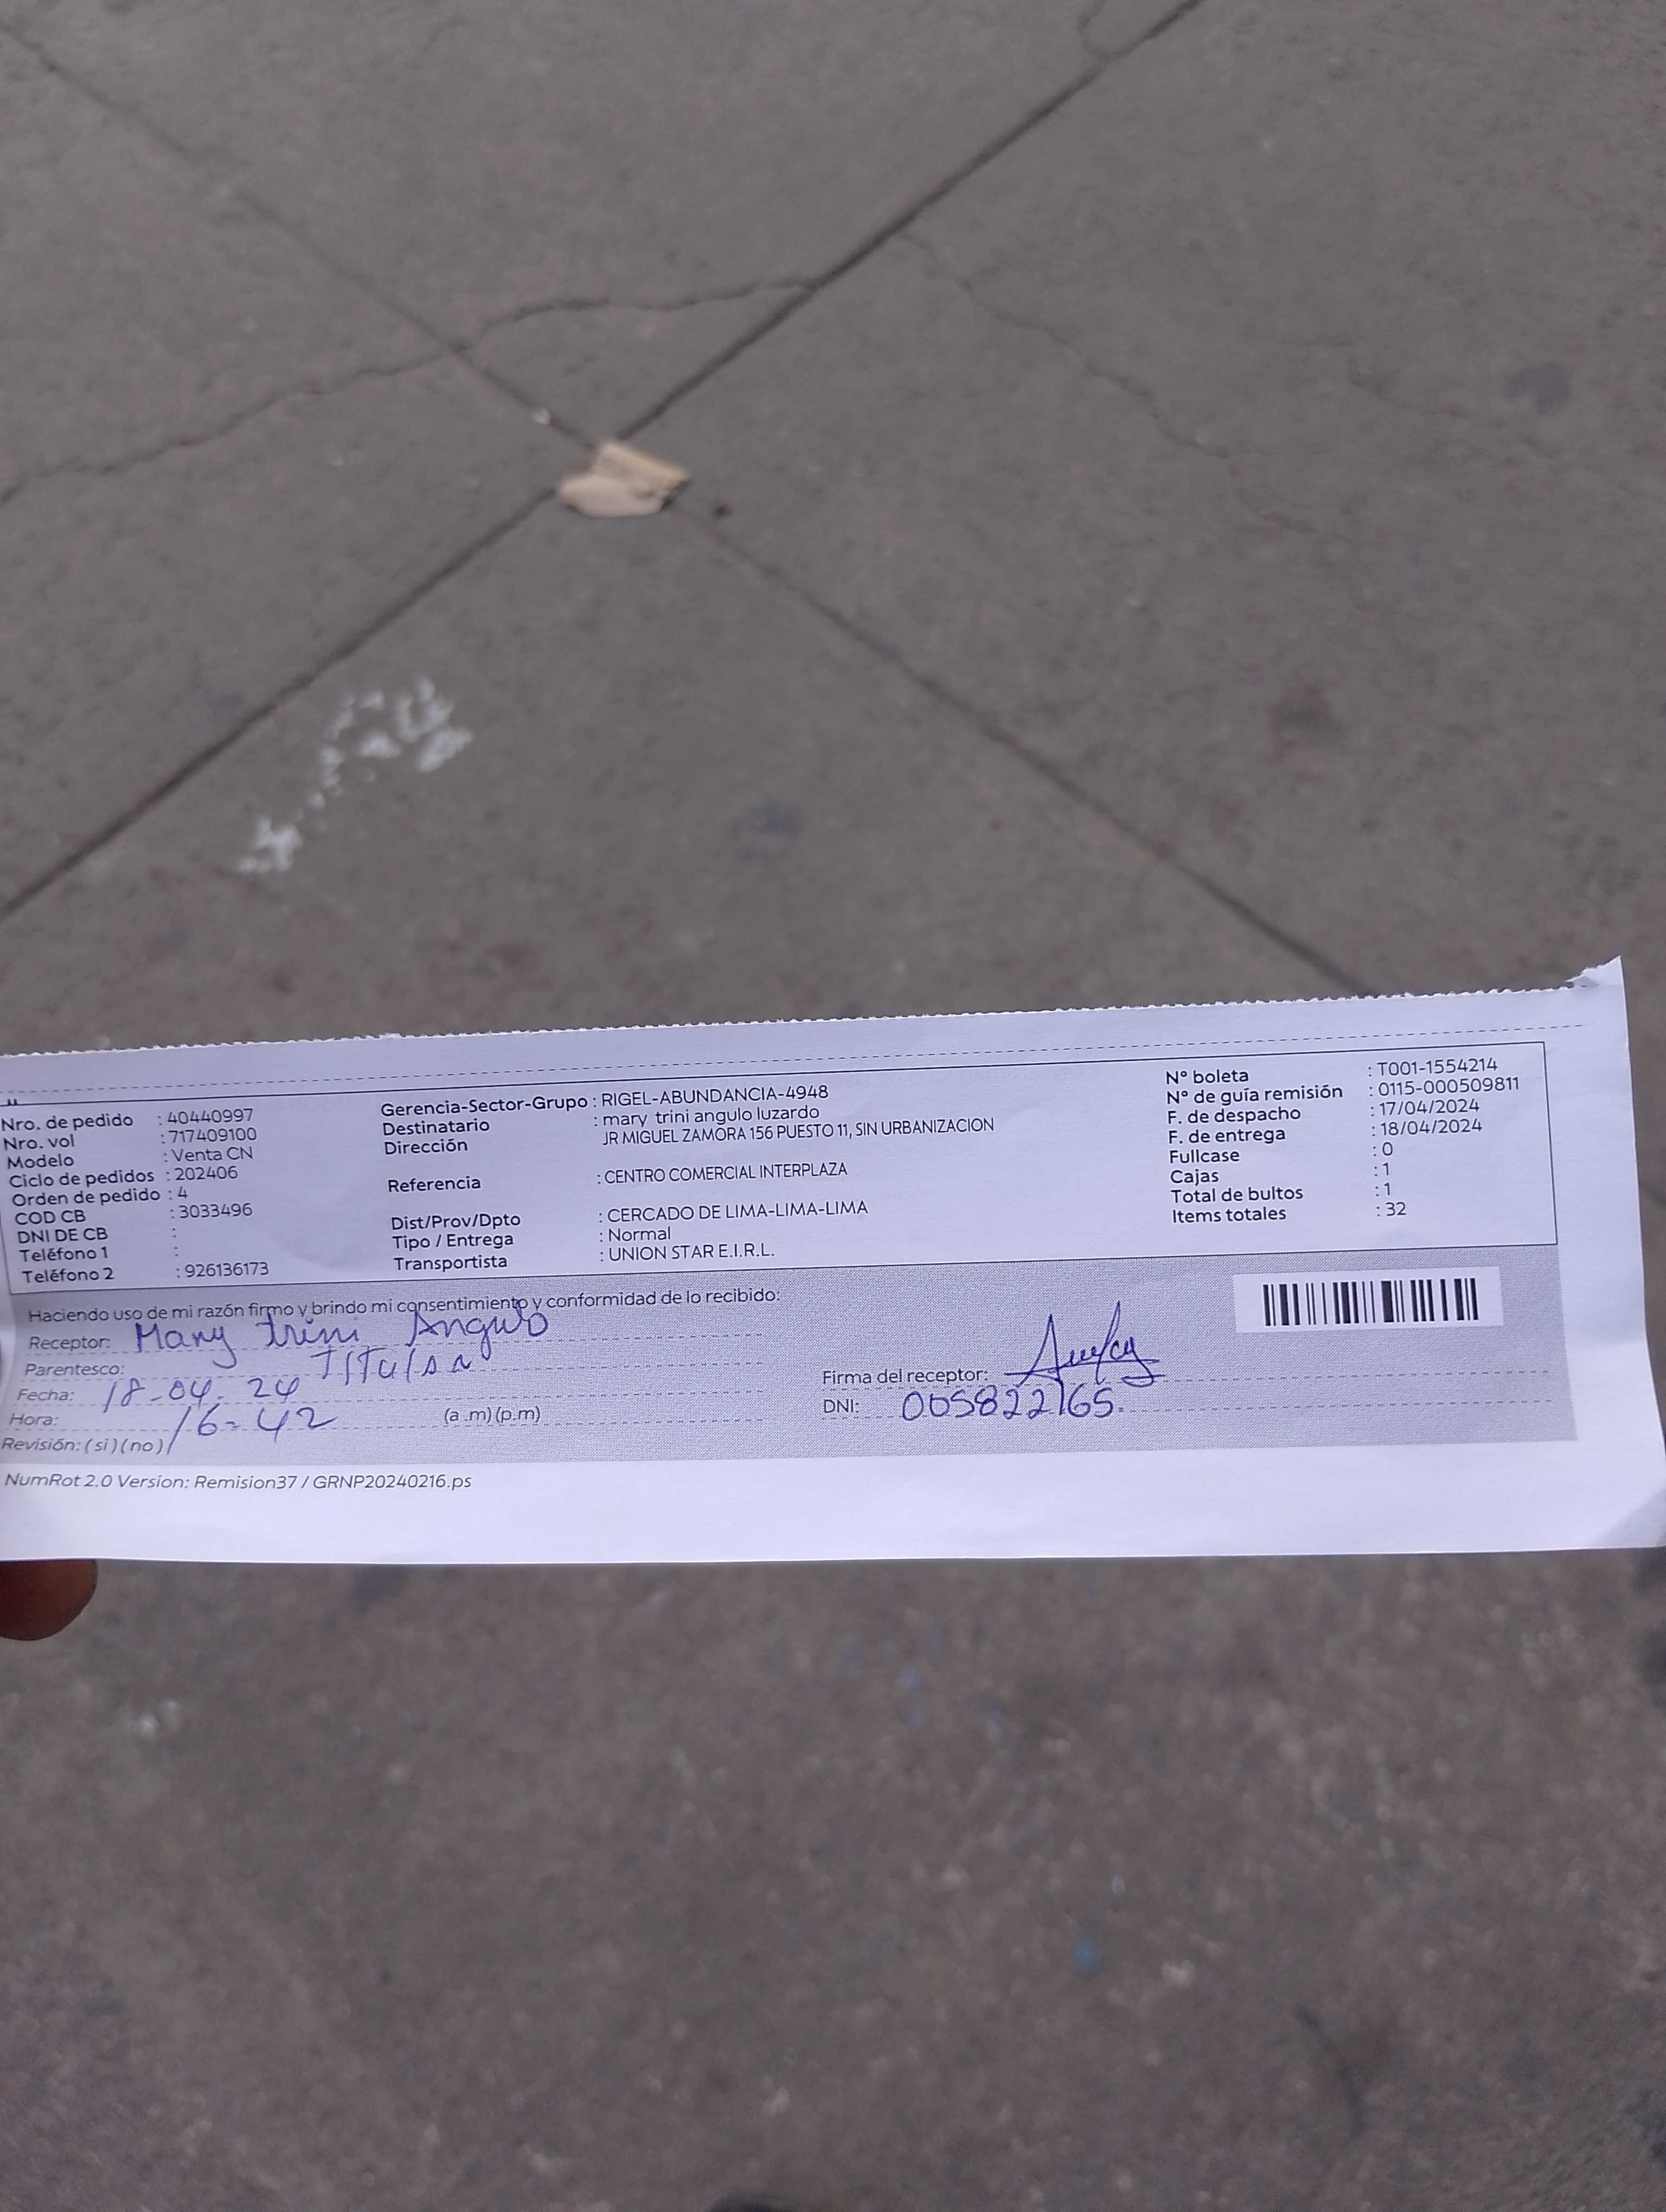 Nro. de pedido : 40440997
Nro. vol : 717409100
Modelo : Venta CN
Ciclo de pedidos : 202406
Orden de pedido : 4
COD CB : 3033496
DNI DE CB :
Teléfono 1 :
Teléfono 2 : 926136173
Gerencia-Sector-Grupo : RIGEL-ABUNDANCIA-4948
Destinatario : mary trini angulo luzardo
Dirección JR MIGUEL ZAMORA 156 PUESTO 11, SIN URBANIZACION
Referencia : CENTRO COMERCIAL INTERPLAZA
Dist/Prov/Dpto : CERCADO DE LIMA-LIMA-LIMA
Tipo / Entrega : Normal
Transportista : UNION STAR E.I.R.L.
N° boleta : T001-1554214
N° de guía remisión : 0115-000509811
F. de despacho : 17/04/2024
F. de entrega : 18/04/2024
Fullcase : 0
Cajas : 1
Total de bultos : 1
Items totales : 32
Haciendo uso de mi razón firmo y brindo mi consentimiento y conformidad de lo recibido:
Receptor: Mary Trini Angulo
Parentesco: Titular
Fecha: 18-04-24
Hora: 16-42 (a.m)(p.m)
Revisión: (si)(no)
Firma del receptor:
DNI: 005822165.
NumRot 2.0 Version: Remision37 / GRNP20240216.ps